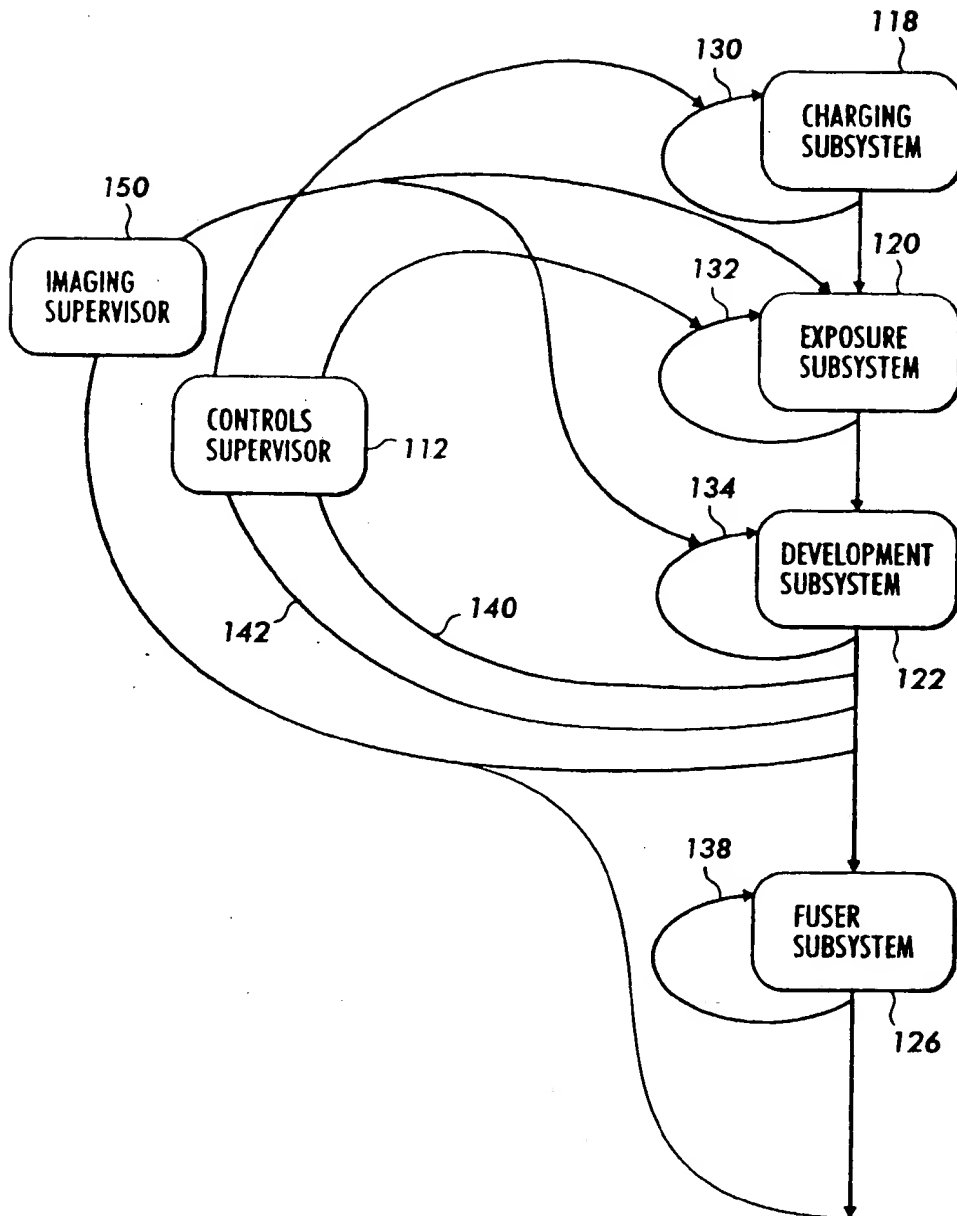 118
130
CHARGING
SUBSYSTEM
150
IMAGING
SUPERVISOR
120
132
EXPOSURE
SUBSYSTEM
CONTROLS
SUPERVISOR
112
134
DEVELOPMENT
SUBSYSTEM
142
140
122
138
FUSER
SUBSYSTEM
126